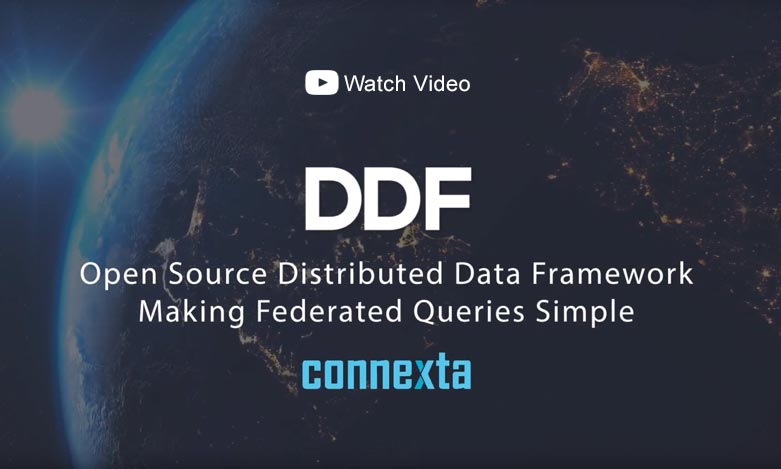 Watch Video
DDF
Open Source Distributed Data Framework
Making Federated Queries Simple
connexta